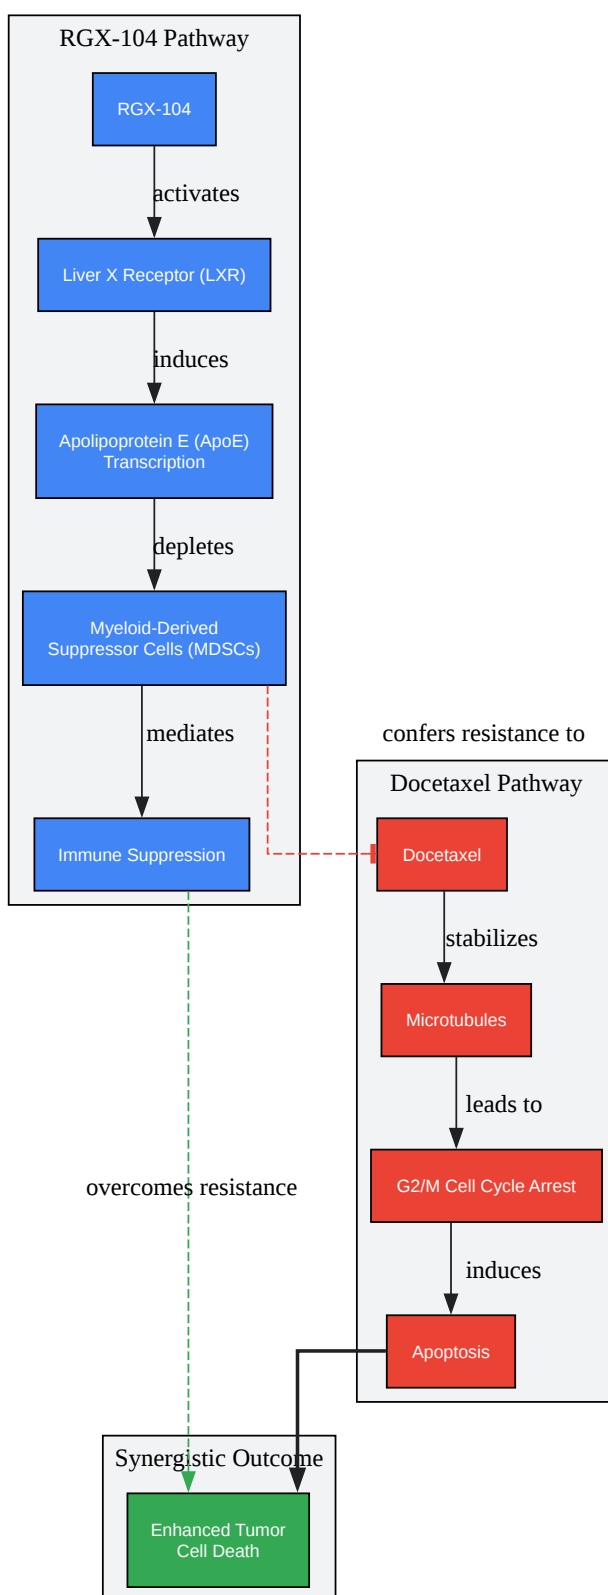 RGX-104 Pathway
RGX-104
activates
Liver X Receptor (LXR)
induces
Apolipoprotein E (ApoE)
Transcription
depletes
Myeloid-Derived
Suppressor Cells (MDSCs)
mediates
Immune Suppression
confers resistance to
Docetaxel Pathway
Docetaxel
stabilizes
Microtubules
leads to
G2/M Cell Cycle Arrest
induces
Apoptosis
overcomes resistance
Synergistic Outcome
Enhanced Tumor
Cell Death